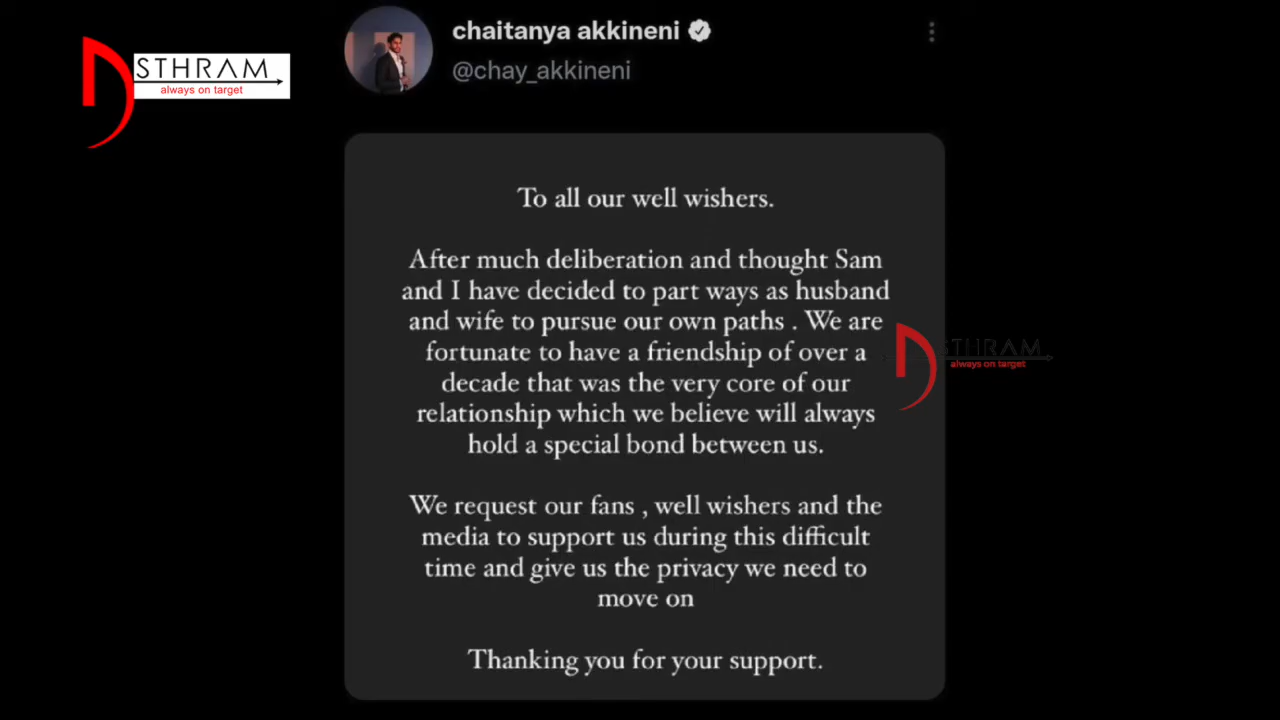 chaitanya akkineni
@chay_akkineni
STHRAM
always on target
To all our well wishers.
After much deliberation and thought Sam
and I have decided to part ways as husband
and wife to pursue our own paths . We are
fortunate to have a friendship of over a
decade that was the very core of our
relationship which we believe will always
hold a special bond between us.
We request our fans , well wishers and the
media to support us during this difficult
time and give us the privacy we need to
move on
Thanking you for your support.
STHRAM
always on target